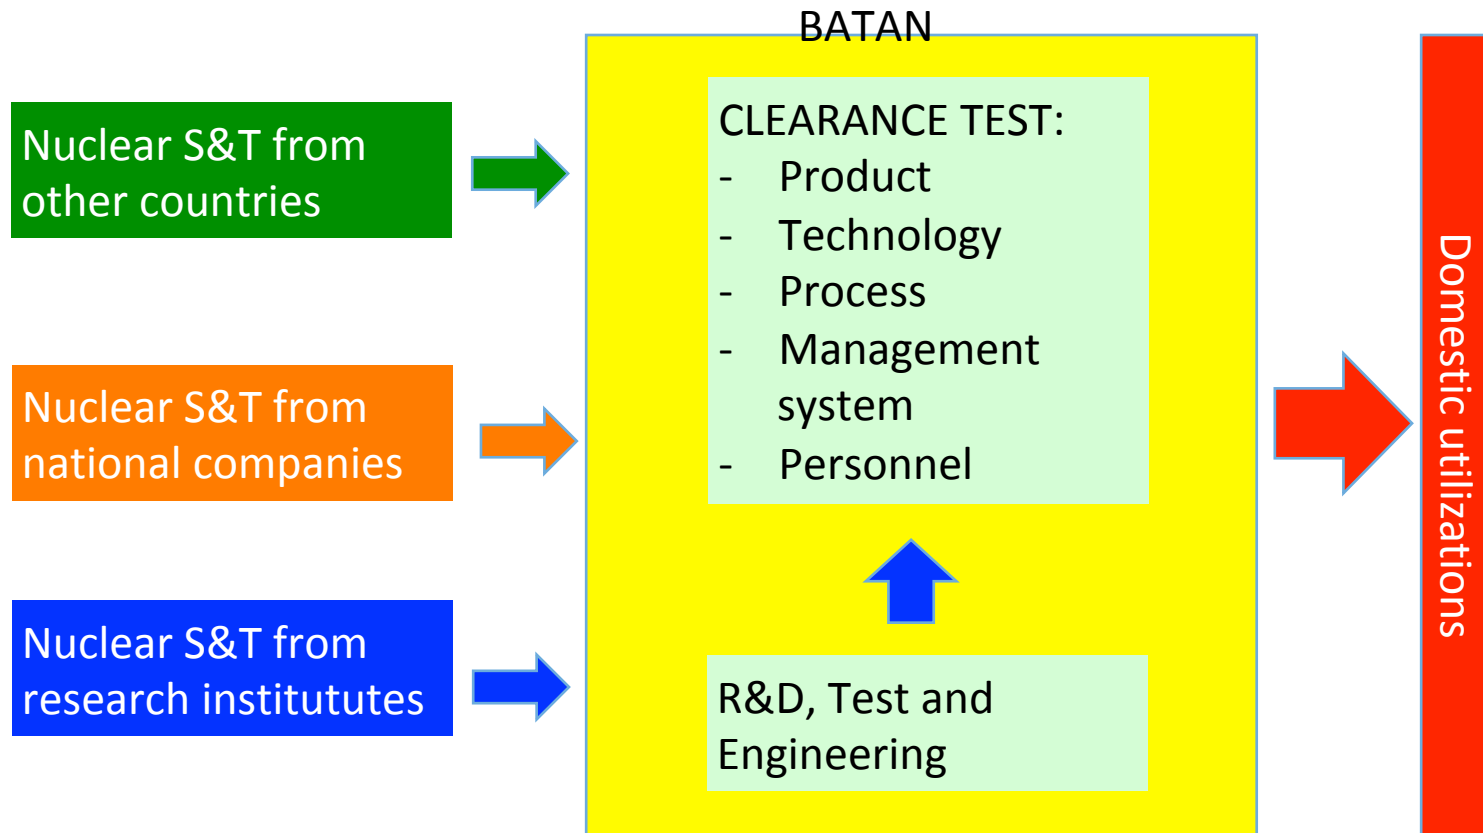 BATAN
Nuclear S&T from
other countries
Nuclear S&T from
national companies
Nuclear S&T from
research institututes
CLEARANCE TEST:
- Product
- Technology
- Process
- Management
system
- Personnel
R&D, Test and
Engineering
Domestic utilizations